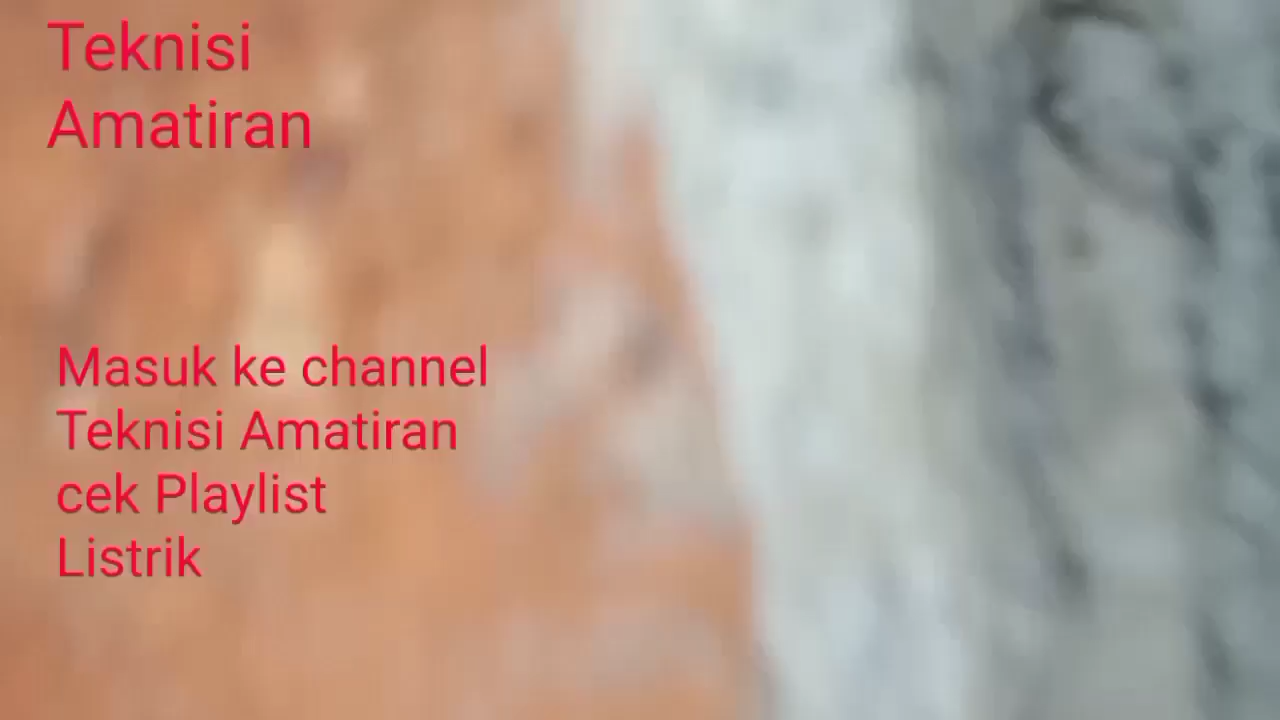 Teknisi
Amatiran
Masuk ke channel
Teknisi Amatiran
cek Playlist
Listrik